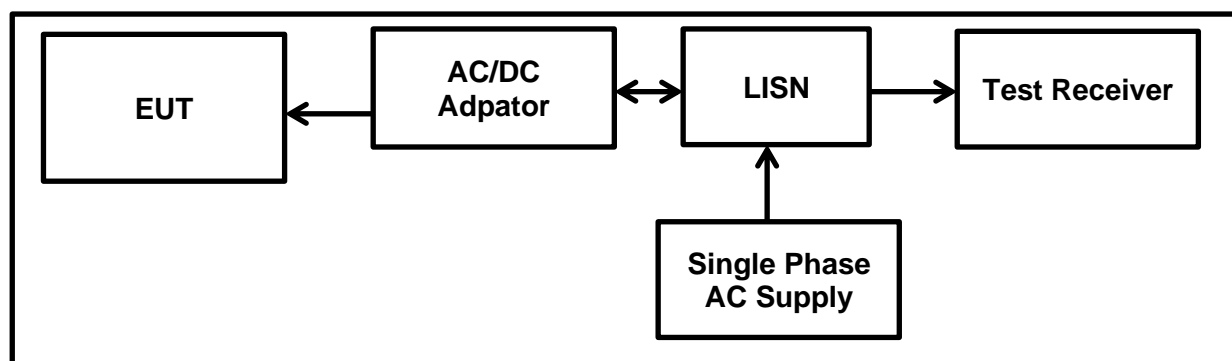 EUT
AC/DC
Adpator
LISN
Test Receiver
Single Phase
AC Supply